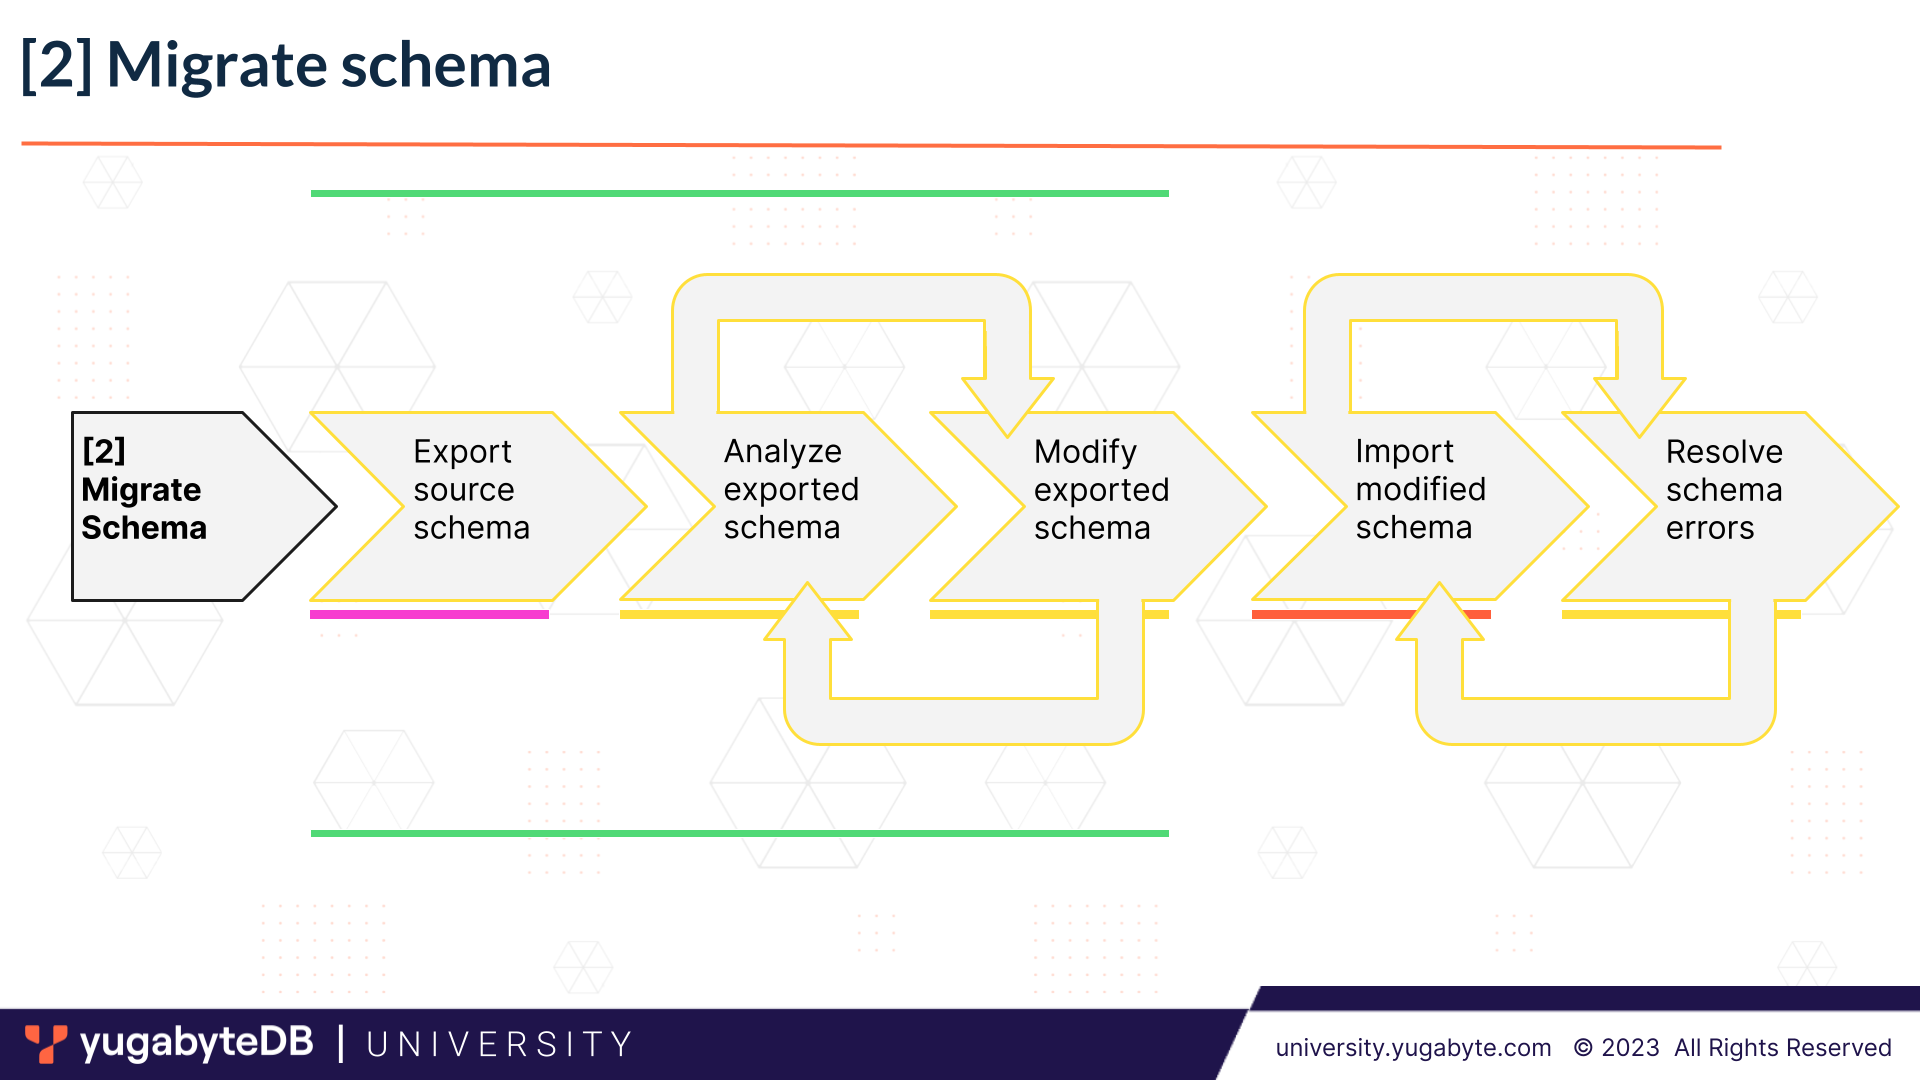 [2] Migrate schema
[2]
Migrate
Schema
Export
source
schema
Analyze
exported
schema
Modify
exported
schema
Import
modified
schema
Resolve
schema
errors
yugabyteDB | UNIVERSITY
university.yugabyte.com © 2023 All Rights Reserved